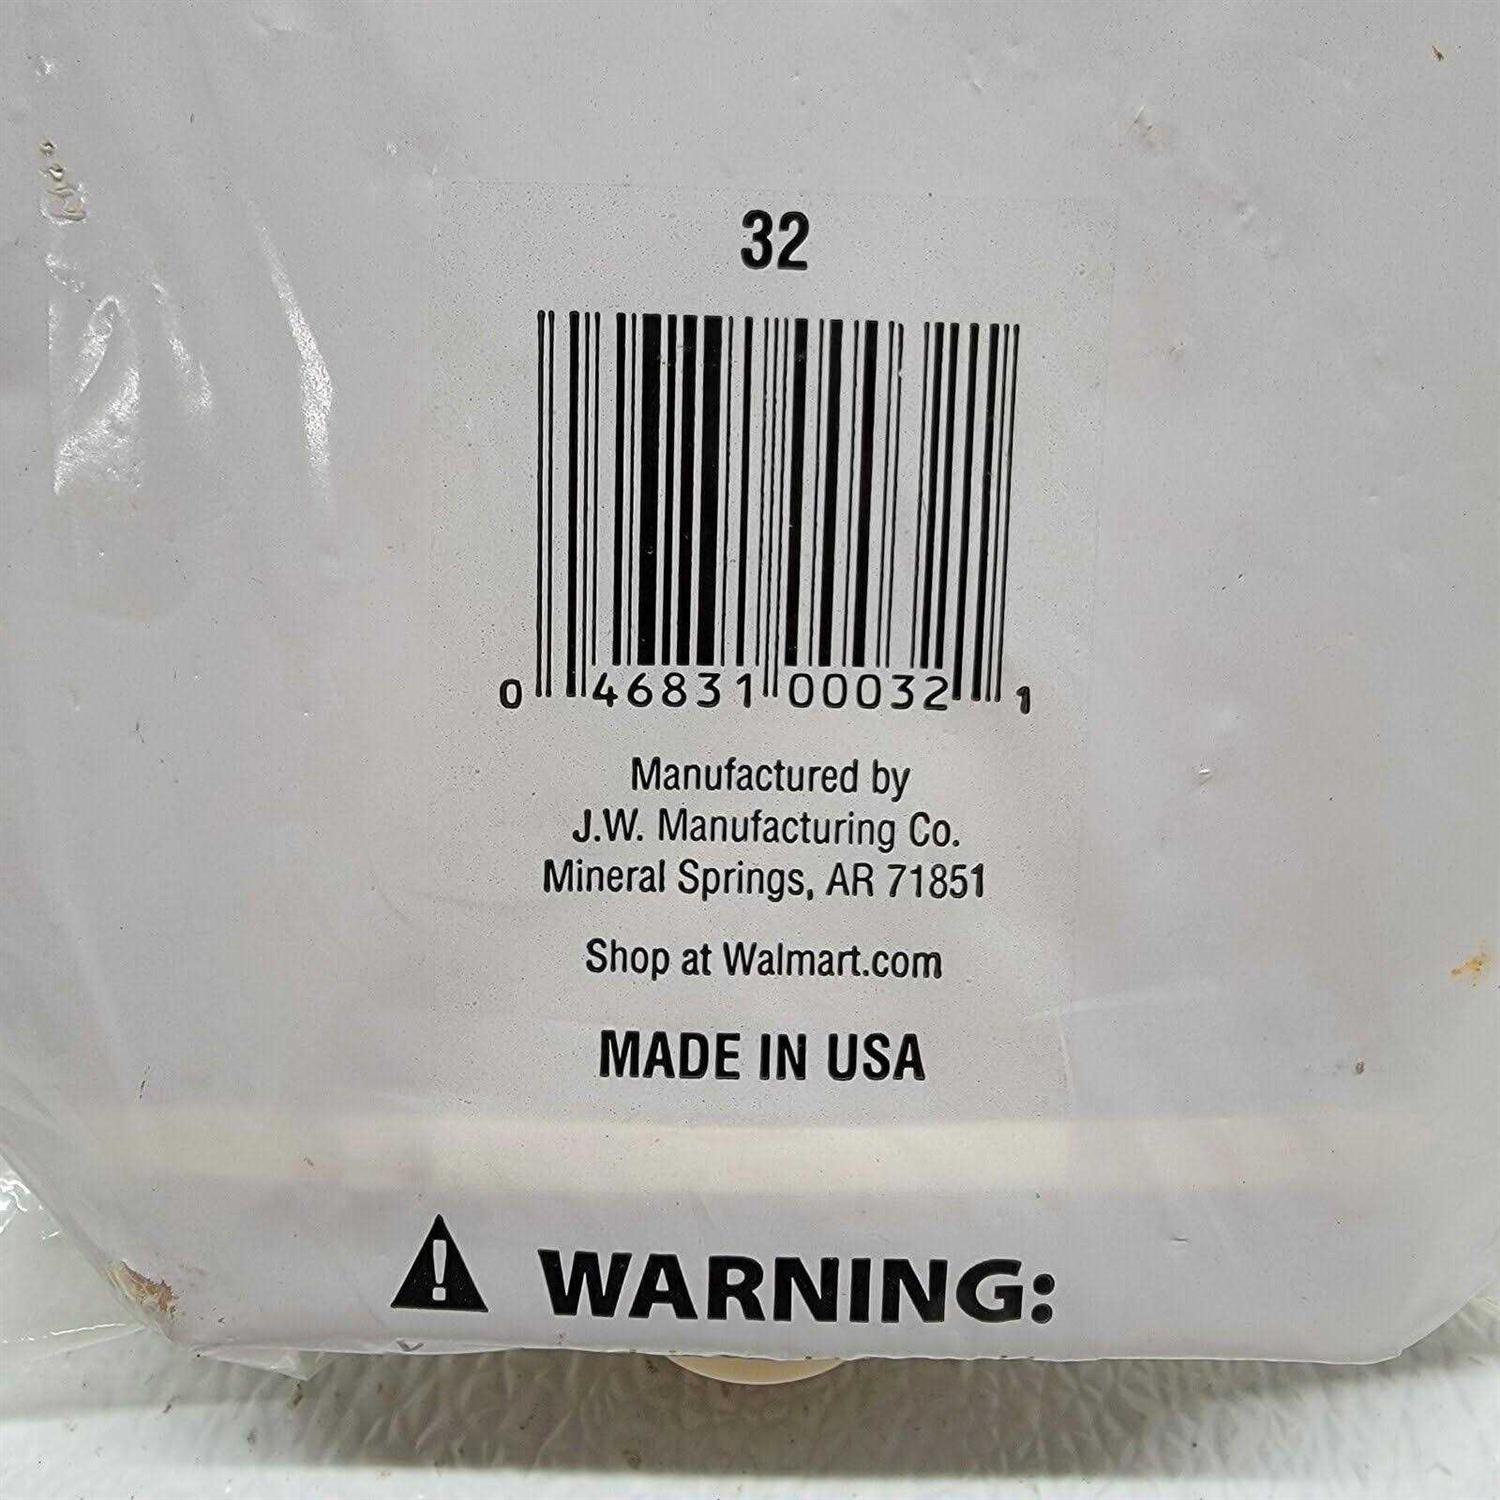 32
0 46831 00032 1
Manufactured by
J.W. Manufacturing Co.
Mineral Springs, AR 71851
Shop at Walmart.com
MADE IN USA
WARNING: